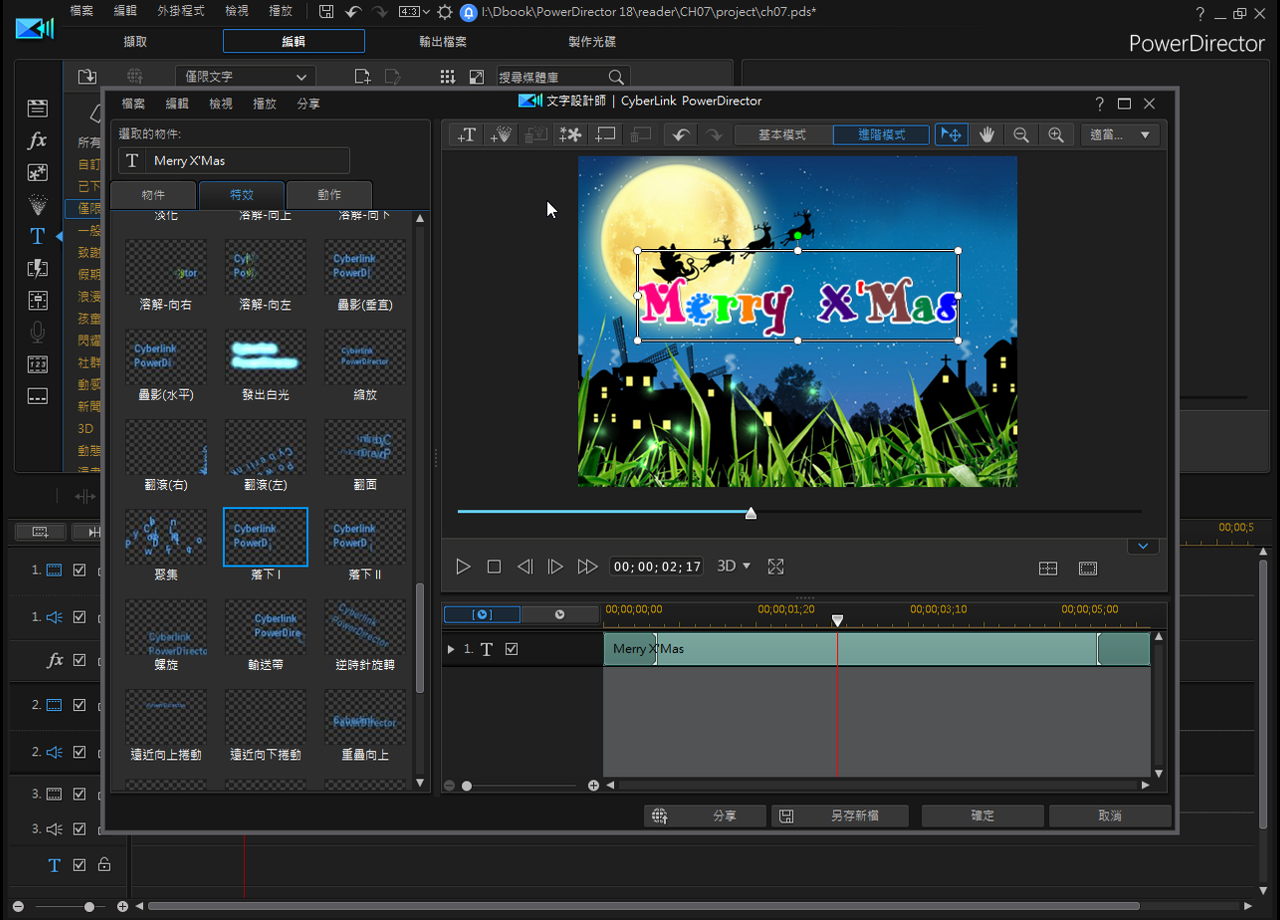 檔案 編輯 外掛程式 檢視 播放
4:3
I:\Dbook\PowerDirector 18\reader\CH07\project\ch07.pds*
擷取 編輯 輸出檔案 製作光碟
PowerDirector
僅限文字
搜尋媒體庫
所有
自訂
已下
僅限
一般
致謝
假期
浪漫
孩童
閃耀
社群
動感
新聞
3D
動態
檔案 編輯 檢視 播放 分享
文字設計師 | CyberLink PowerDirector
選取的物件:
T Merry X'Mas
物件 特效 動作
基本模式 進階模式
適當...
淡化 溶解-向上 溶解-向下
溶解-向右 溶解-向左 疊影(垂直)
疊影(水平) 發出白光 縮放
翻滾(右) 翻滾(左) 翻面
聚集 落下 I 落下 II
螺旋 輸送帶 逆時針旋轉
遠近向上捲動 遠近向下捲動 重疊向上
Merry X'Mas
00;00;02;17
3D
00;00;00;00 00;00;01;20 00;00;03;10 00;00;05;00
1. T Merry X'Mas
分享 另存新檔 確定 取消
00;00;5
1.
1.
fx
2.
2.
3.
3.
T